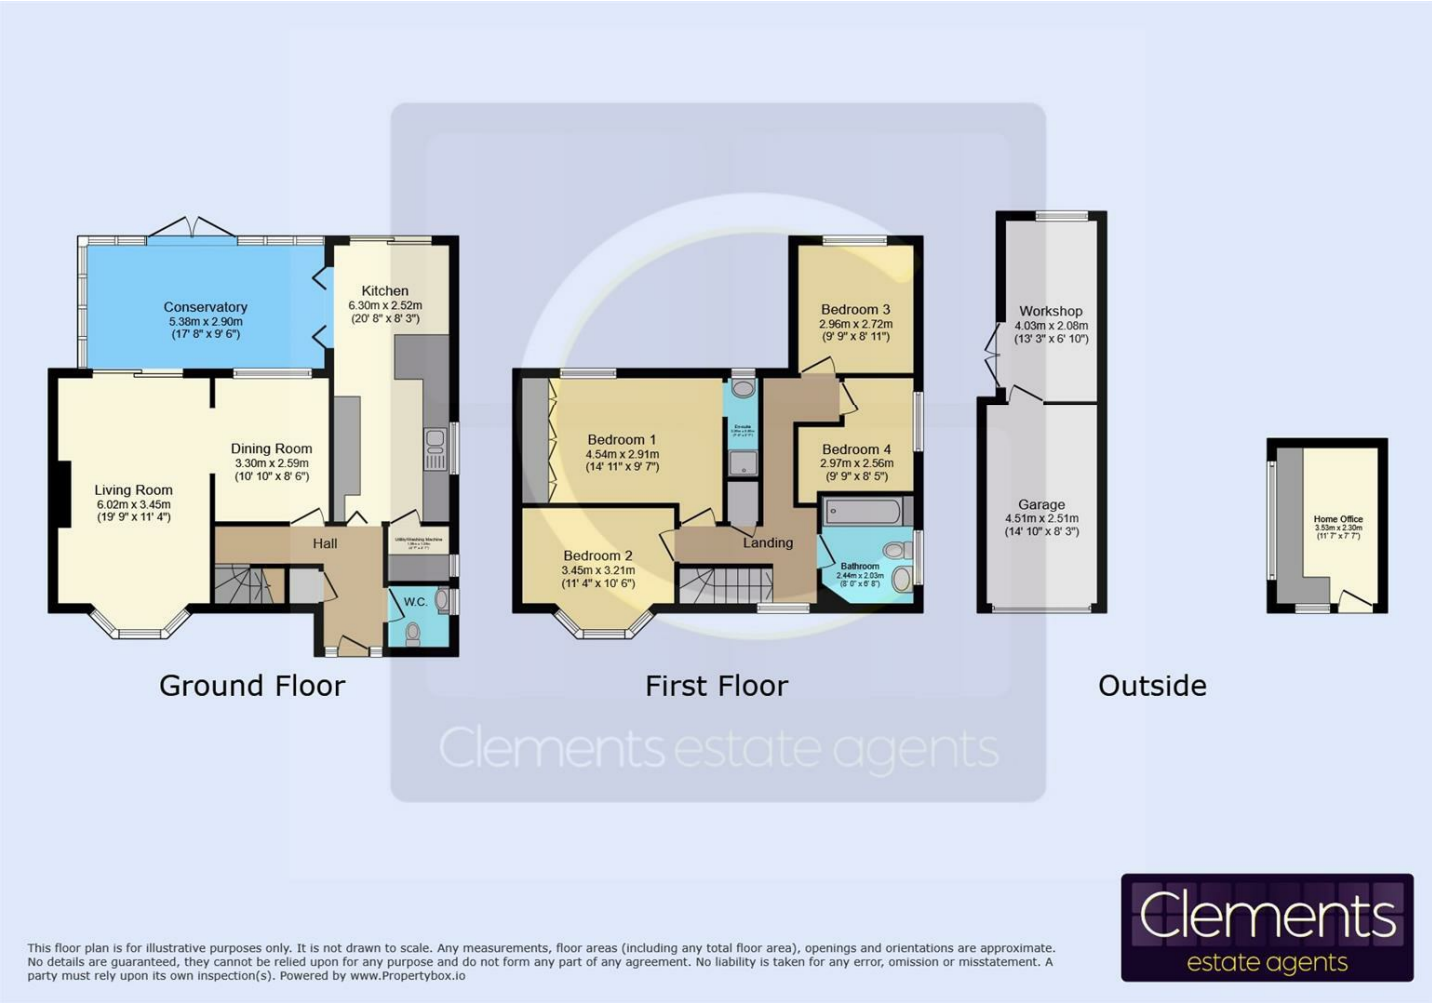 Conservatory
5.38m x 2.90m
(17' 8" x 9' 6")
Kitchen
6.30m x 2.52m
(20' 8" x 8' 3")
Dining Room
3.30m x 2.59m
(10' 10" x 8' 6")
Living Room
6.02m x 3.45m
(19' 9" x 11' 4")
Hall
Utility/Washing Machine
W.C.
Ground Floor
Bedroom 3
2.96m x 2.72m
(9' 9" x 8' 11")
Bedroom 1
4.54m x 2.91m
(14' 11" x 9' 7")
En-suite
Bedroom 4
2.97m x 2.56m
(9' 9" x 8' 5")
Bedroom 2
3.45m x 3.21m
(11' 4" x 10' 6")
Landing
Bathroom
2.44m x 2.03m
(8' 0" x 6' 8")
First Floor
Workshop
4.03m x 2.08m
(13' 3" x 6' 10")
Garage
4.51m x 2.51m
(14' 10" x 8' 3")
Home Office
3.53m x 2.30m
(11' 7" x 7' 7")
Outside
Clements estate agents
Clements
estate agents
This floor plan is for illustrative purposes only. It is not drawn to scale. Any measurements, floor areas (including any total floor area), openings and orientations are approximate.
No details are guaranteed, they cannot be relied upon for any purpose and do not form any part of any agreement. No liability is taken for any error, omission or misstatement. A
party must rely upon its own inspection(s). Powered by www.Propertybox.io